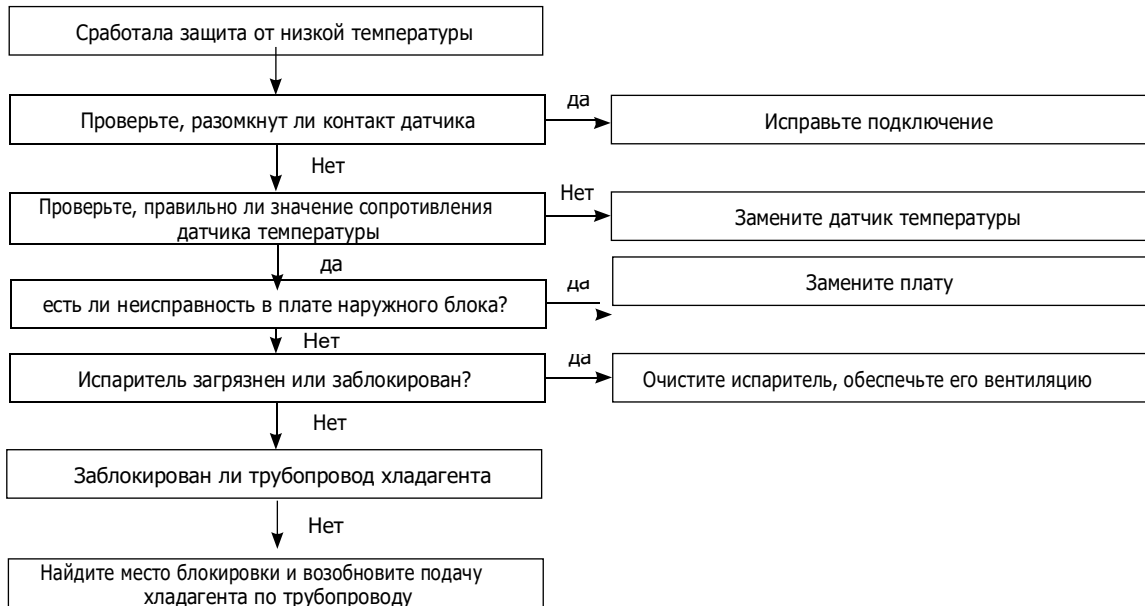 Сработала защита от низкой температуры
да
Проверьте, разомкнут ли контакт датчика
Исправьте подключение
Нет
Нет
Проверьте, правильно ли значение сопротивления
датчика температуры
Замените датчик температуры
да
да
Замените плату
есть ли неисправность в плате наружного блока?
Нет
да
Испаритель загрязнен или заблокирован?
Очистите испаритель, обеспечьте его вентиляцию
Нет
Заблокирован ли трубопровод хладагента
Нет
Найдите место блокировки и возобновите подачу
хладагента по трубопроводу